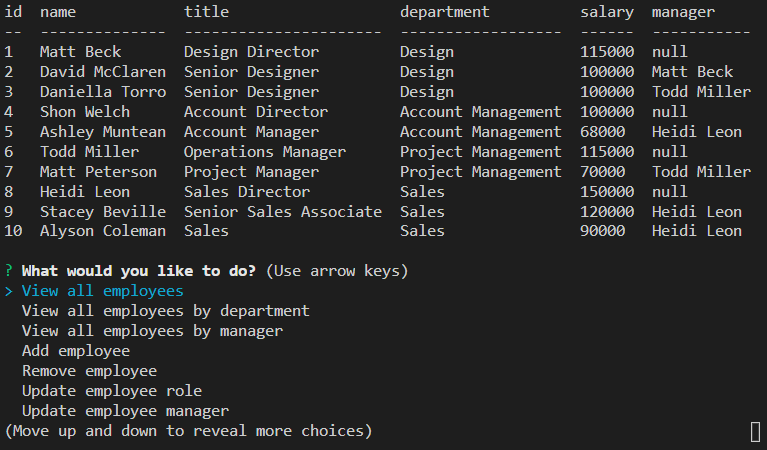 id  name            title                   department          salary  manager
--  --------------  ----------------------  ------------------  ------  -----------
1   Matt Beck       Design Director         Design              115000  null
2   David McClaren  Senior Designer         Design              100000  Matt Beck
3   Daniella Torro  Senior Designer         Design              100000  Todd Miller
4   Shon Welch      Account Director        Account Management  100000  null
5   Ashley Muntean  Account Manager         Account Management  68000   Heidi Leon
6   Todd Miller     Operations Manager      Project Management  115000  null
7   Matt Peterson   Project Manager         Project Management  70000   Todd Miller
8   Heidi Leon      Sales Director          Sales               150000  null
9   Stacey Beville  Senior Sales Associate  Sales               120000  Heidi Leon
10  Alyson Coleman  Sales                   Sales               90000   Heidi Leon
? What would you like to do? (Use arrow keys)
> View all employees
  View all employees by department
  View all employees by manager
  Add employee
  Remove employee
  Update employee role
  Update employee manager
(Move up and down to reveal more choices)